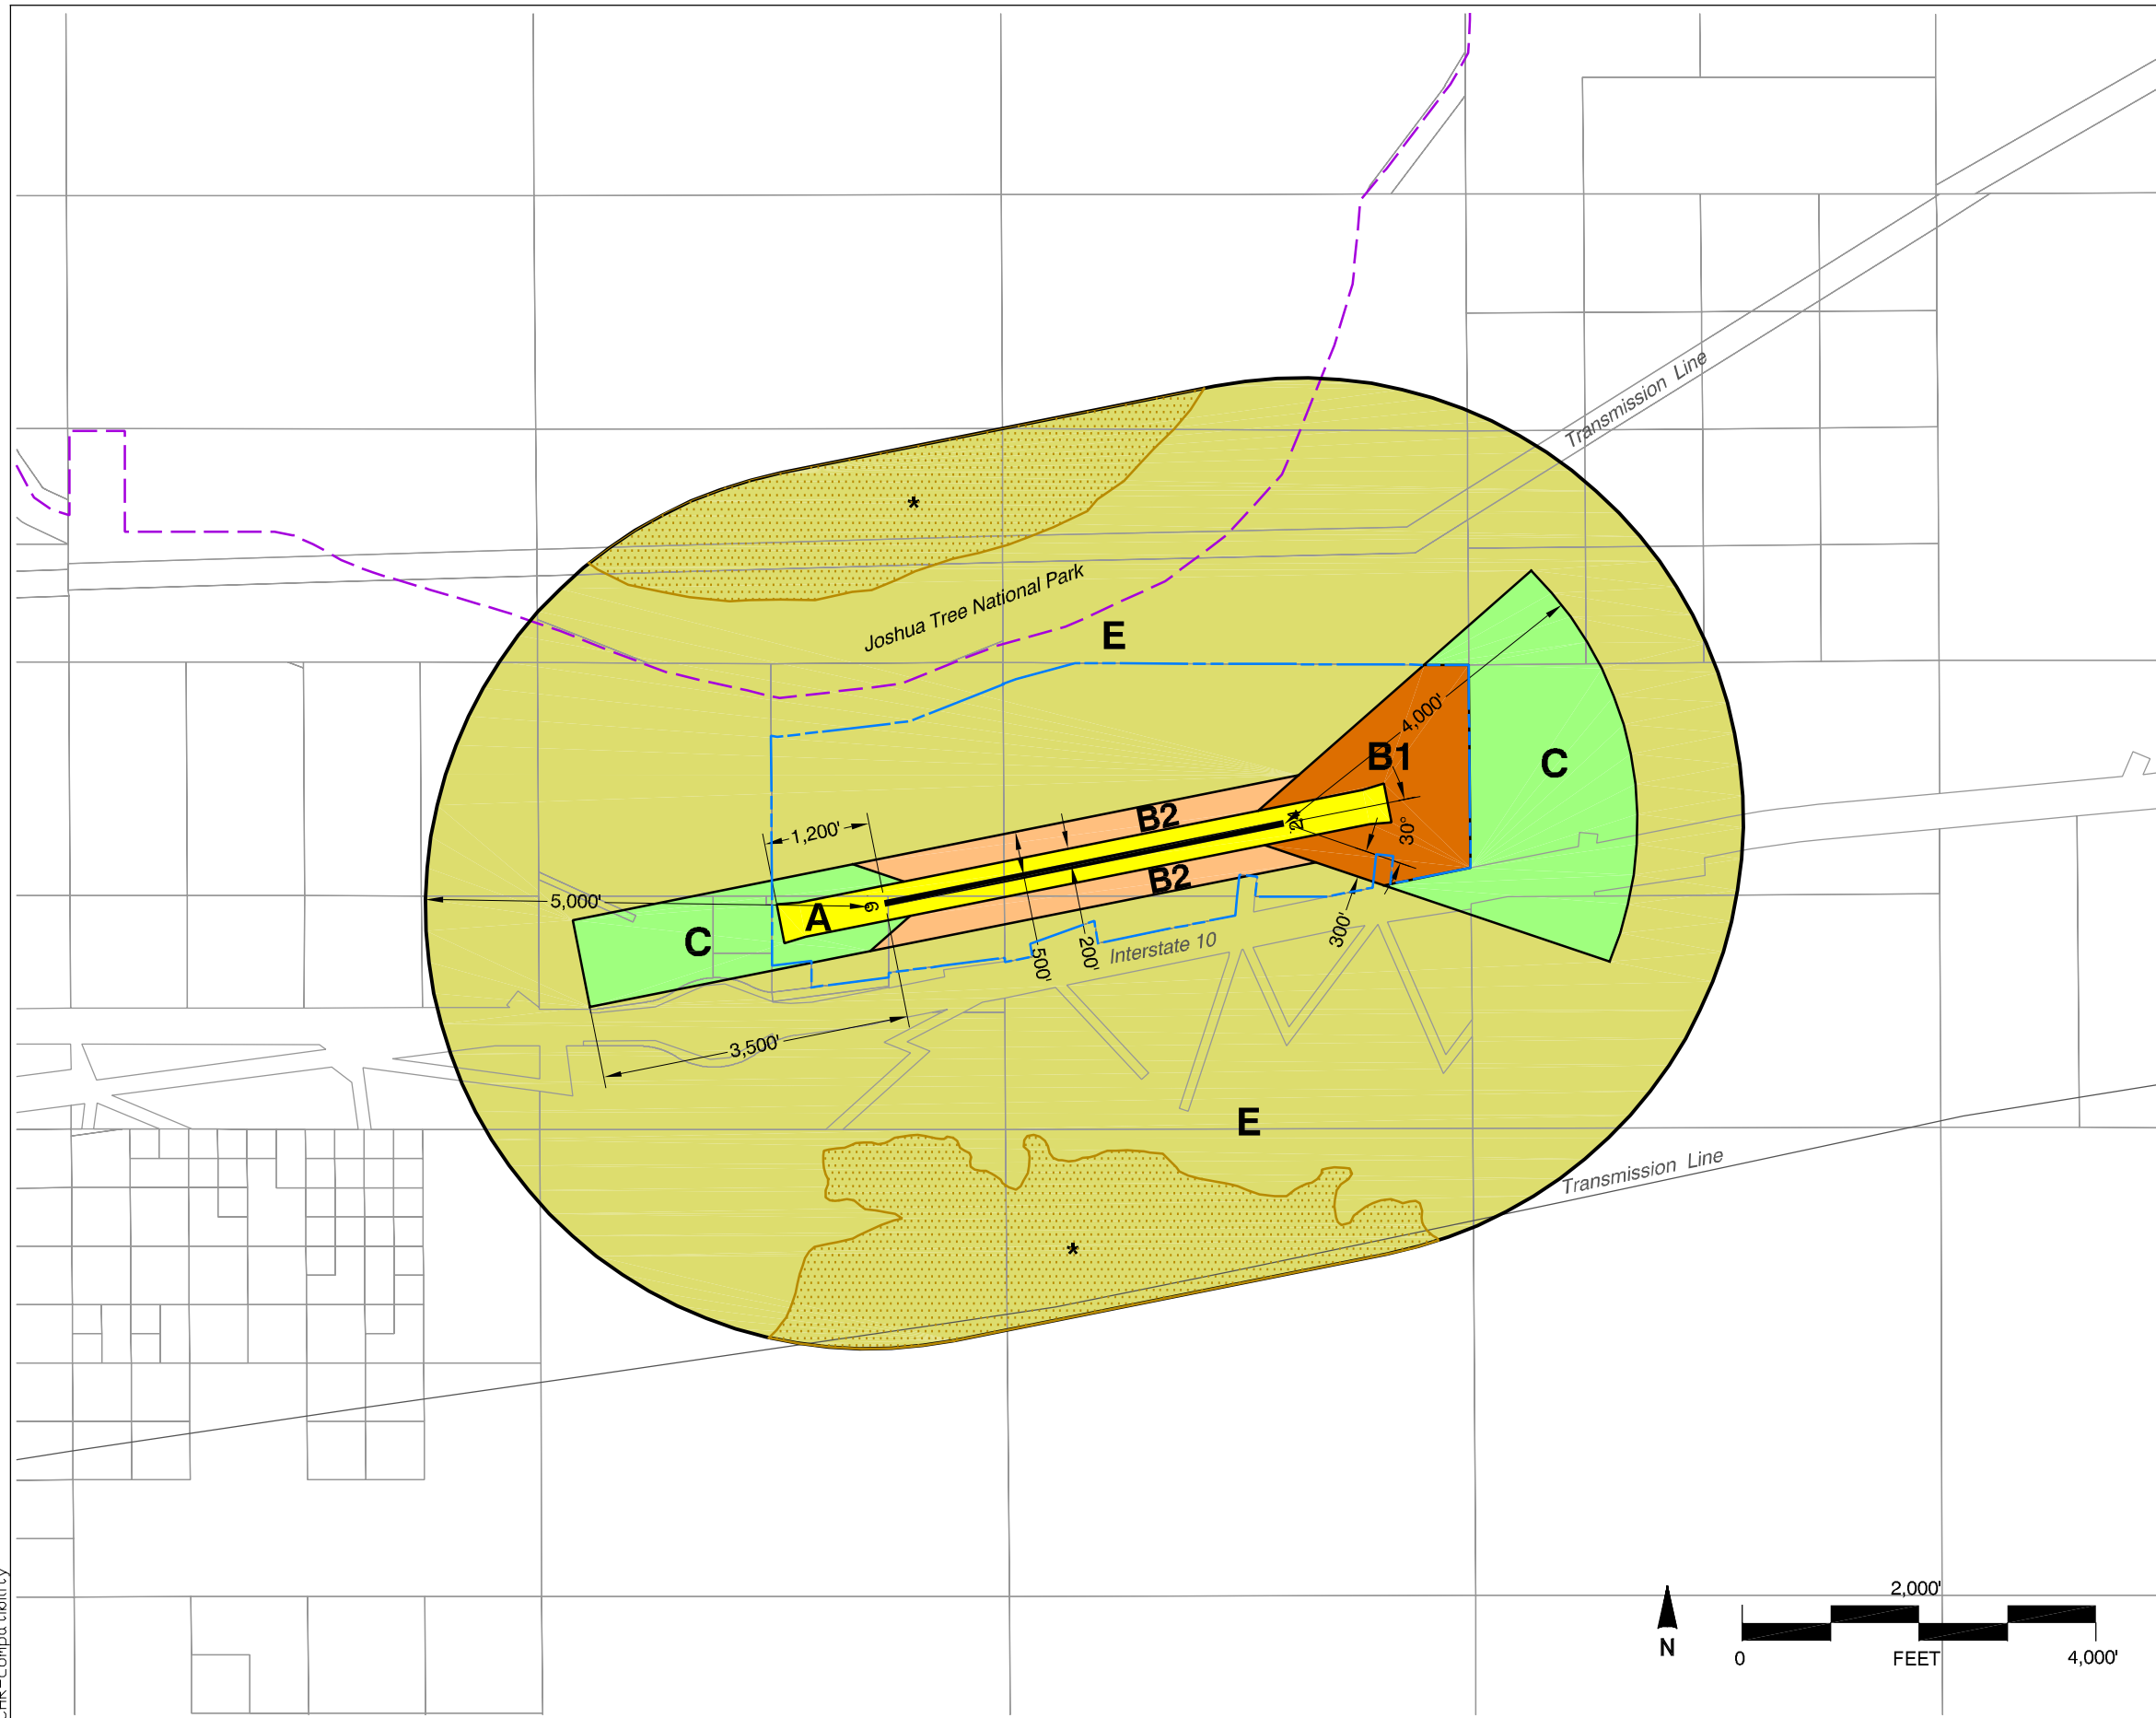 Transmission Line
*
Joshua Tree National Park
E
4,000'
B1
C
B2
24
30°
1,200'
B2
5,000'
A
6
C
300'
Interstate 10
500'
200'
3,500'
E
Transmission Line
*
2,000'
N
0
FEET
4,000'